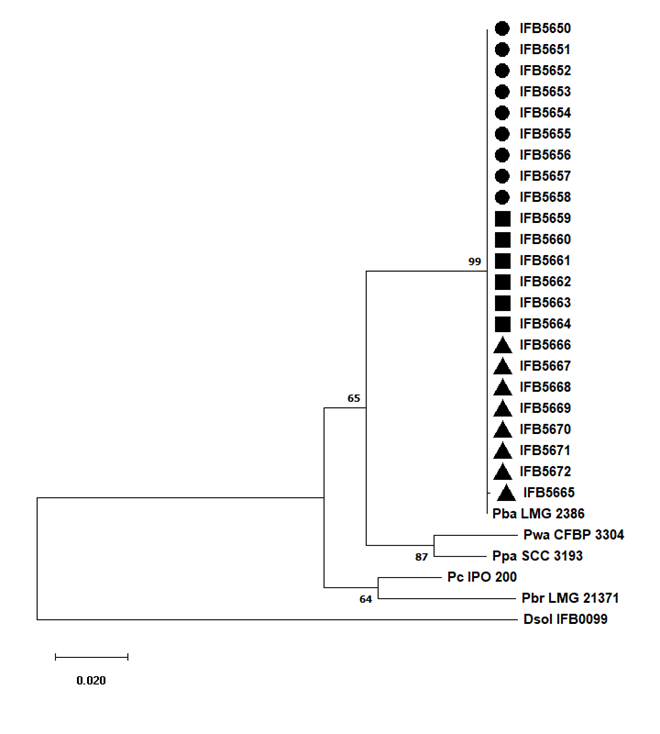 IFB5650
IFB5651
IFB5652
IFB5653
IFB5654
IFB5655
IFB5656
IFB5657
IFB5658
IFB5659
IFB5660
99
IFB5661
IFB5662
IFB5663
IFB5664
IFB5666
IFB5667
IFB5668
65
IFB5669
IFB5670
IFB5671
IFB5672
IFB5665
Pba LMG 2386
Pwa CFBP 3304
87
Ppa SCC 3193
Pc IPO 200
64
Pbr LMG 21371
Dsol IFB0099
0.020